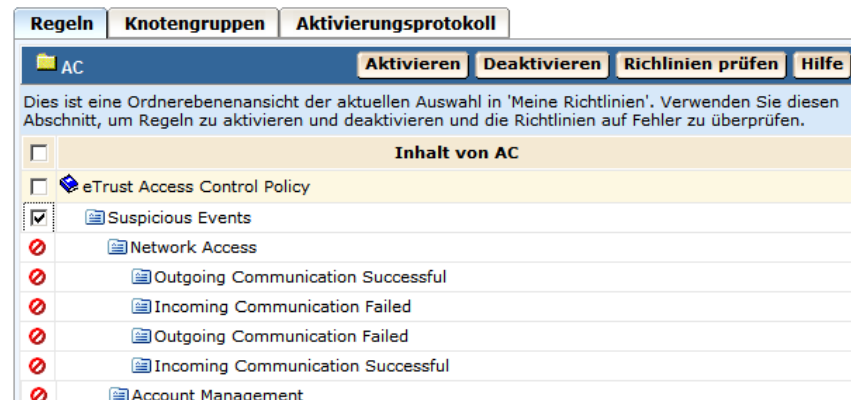 Regeln Knotengruppen Aktivierungsprotokoll
AC Aktivieren Deaktivieren Richlinien prüfen Hilfe
Dies ist eine Ordnerebenenansicht der aktuellen Auswahl in 'Meine Richtlinien'. Verwenden Sie diesen
Abschnitt, um Regeln zu aktivieren und deaktivieren und die Richtlinien auf Fehler zu überprüfen.
Inhalt von AC
eTrust Access Control Policy
Suspicious Events
Network Access
Outgoing Communication Successful
Incoming Communication Failed
Outgoing Communication Failed
Incoming Communication Successful
Account Management